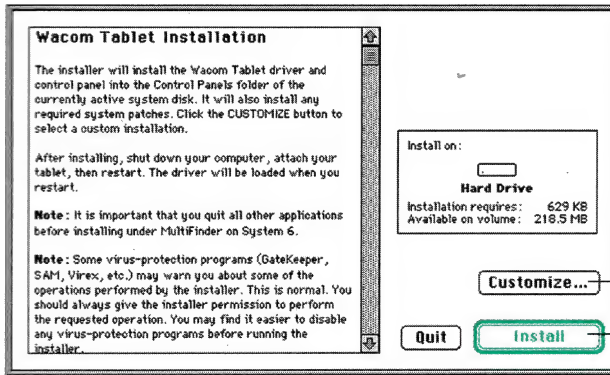 Wacom Tablet Installation
The installer will install the Wacom Tablet driver and
control panel into the Control Panels folder of the
currently active system disk. It will also install any
required system patches. Click the CUSTOMIZE button to
select a custom installation.
After installing, shut down your computer, attach your
tablet, then restart. The driver will be loaded when you
restart.
Note: It is important that you quit all other applications
before installing under MultiFinder on System 6.
Note: Some virus-protection programs (GateKeeper,
SAM, Virex, etc.) may warn you about some of the
operations performed by the installer. This is normal. You
should always give the installer permission to perform
the requested operation. You may find it easier to disable
any virus-protection programs before running the
installer.
Install on:
Hard Drive
Installation requires: 629 KB
Available on volume: 218.5 MB
Customize...
Quit
Install